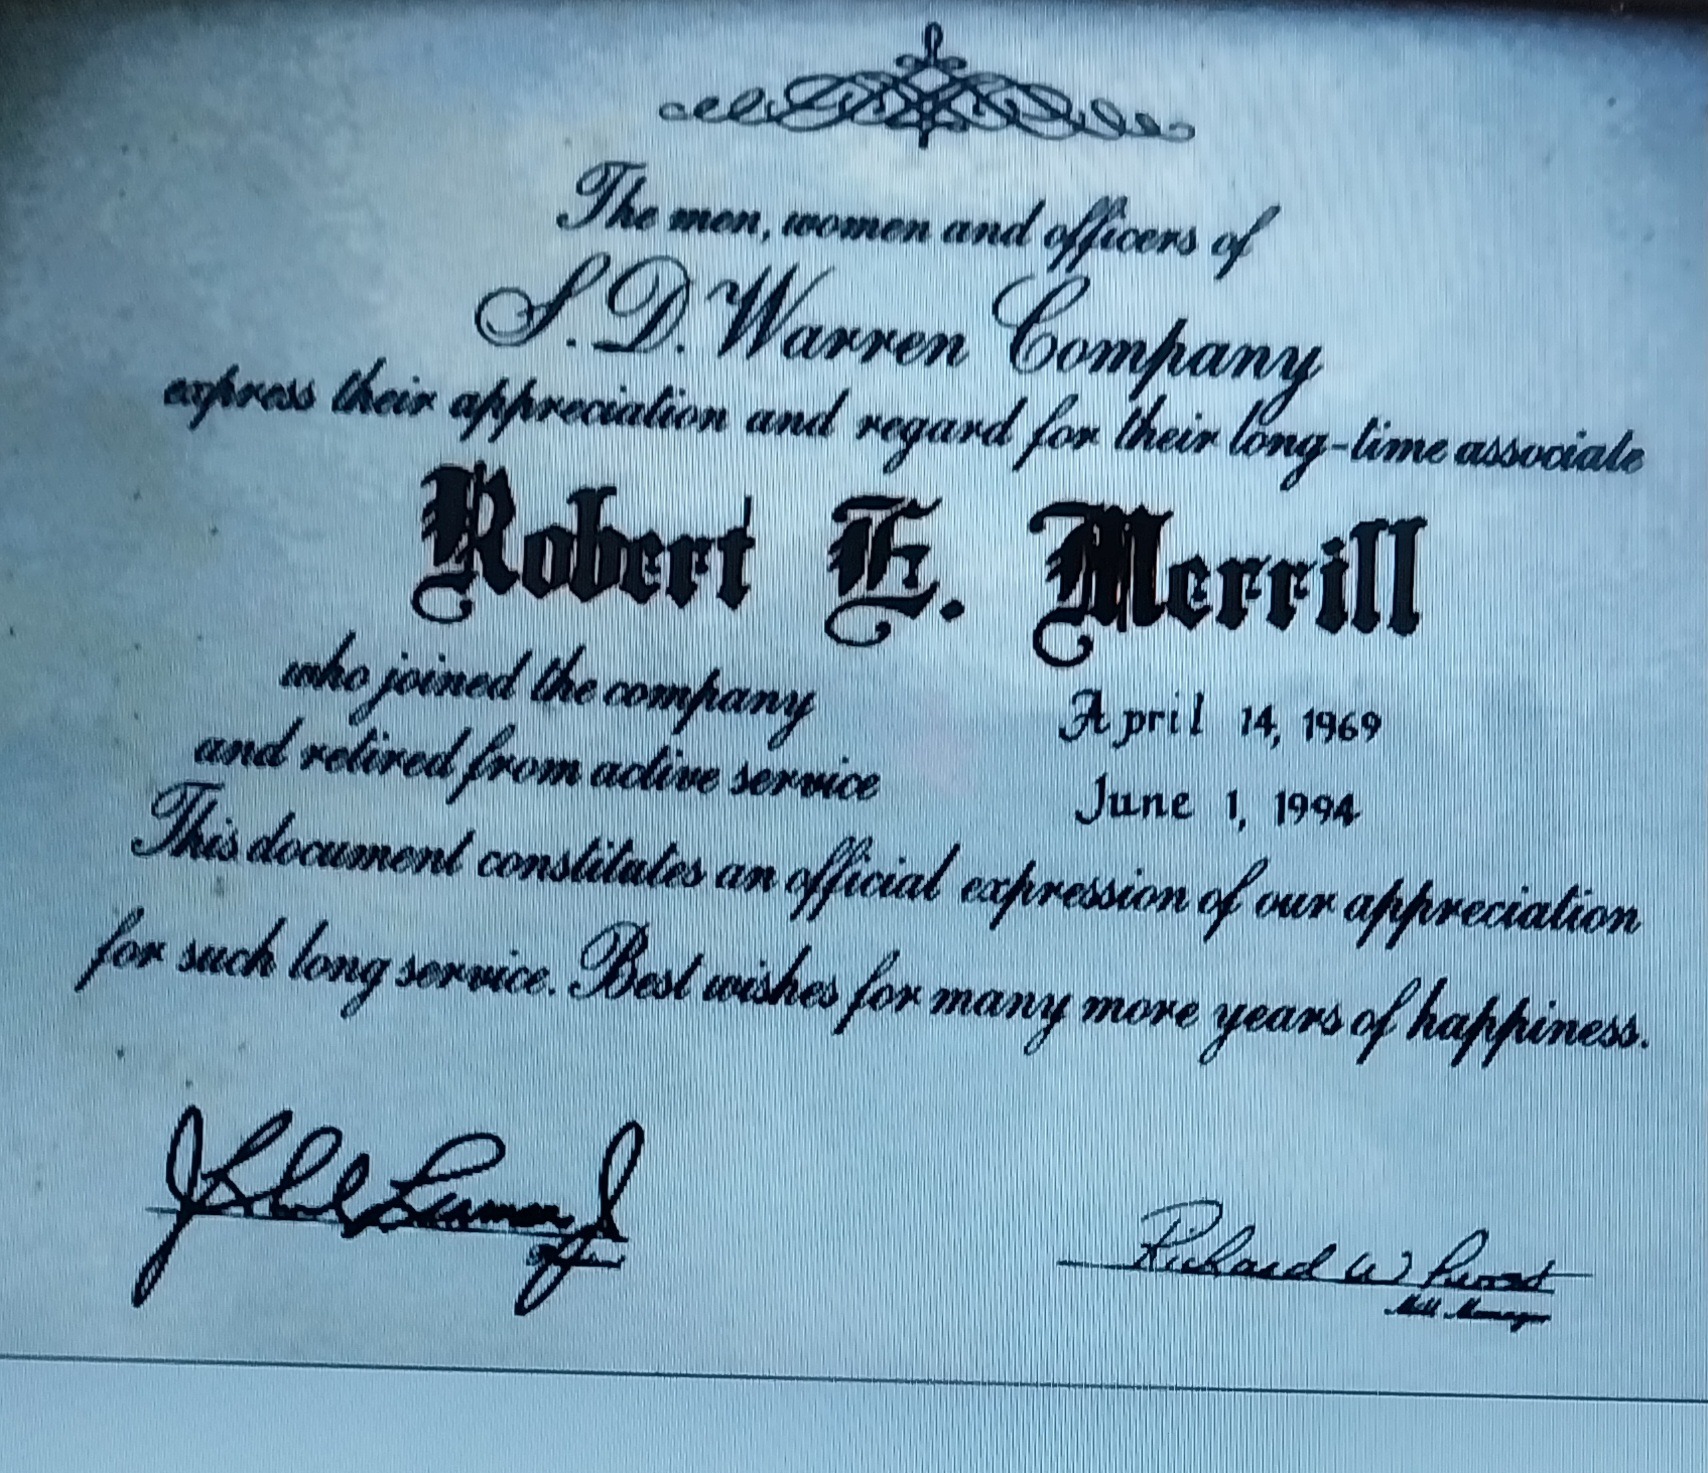 The men, women and officers of
S. D. Warren Company
express their appreciation and regard for their long-time associate
Robert E. Merrill
who joined the company April 14, 1969
and retired from active service June 1, 1994
This document constitutes an official expression of our appreciation
for such long service. Best wishes for many more years of happiness.
Officer
Richard W
Mill Manager